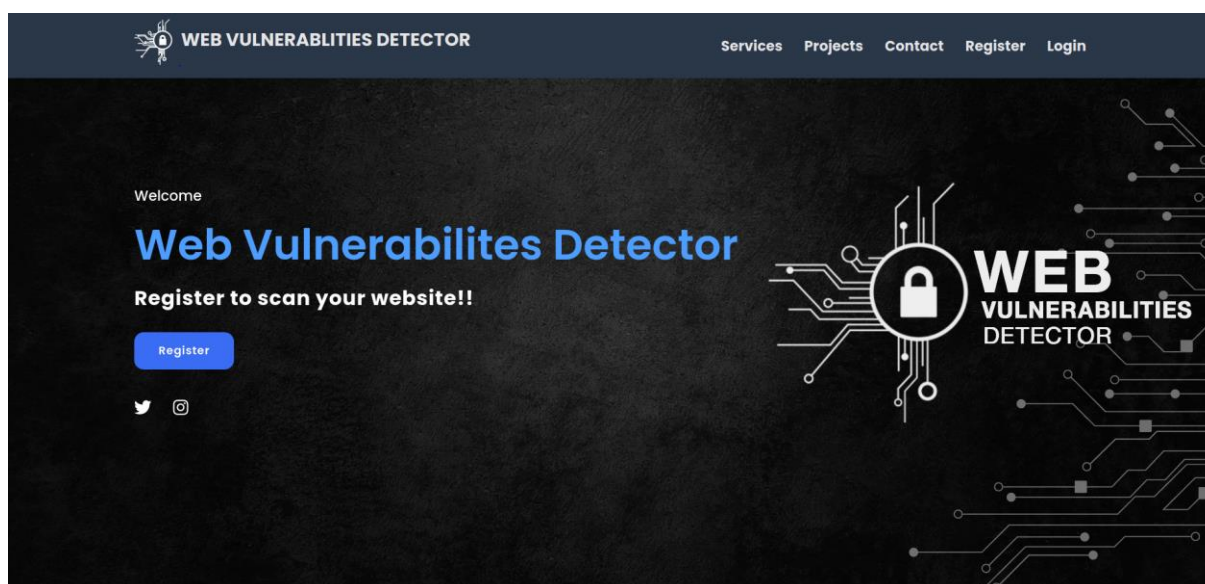 WEB VULNERABLITIES DETECTOR
Services Projects Contact Register Login
Welcome
Web Vulnerabilites Detector
Register to scan your website!!
Register
WEB
VULNERABILITIES
DETECTOR